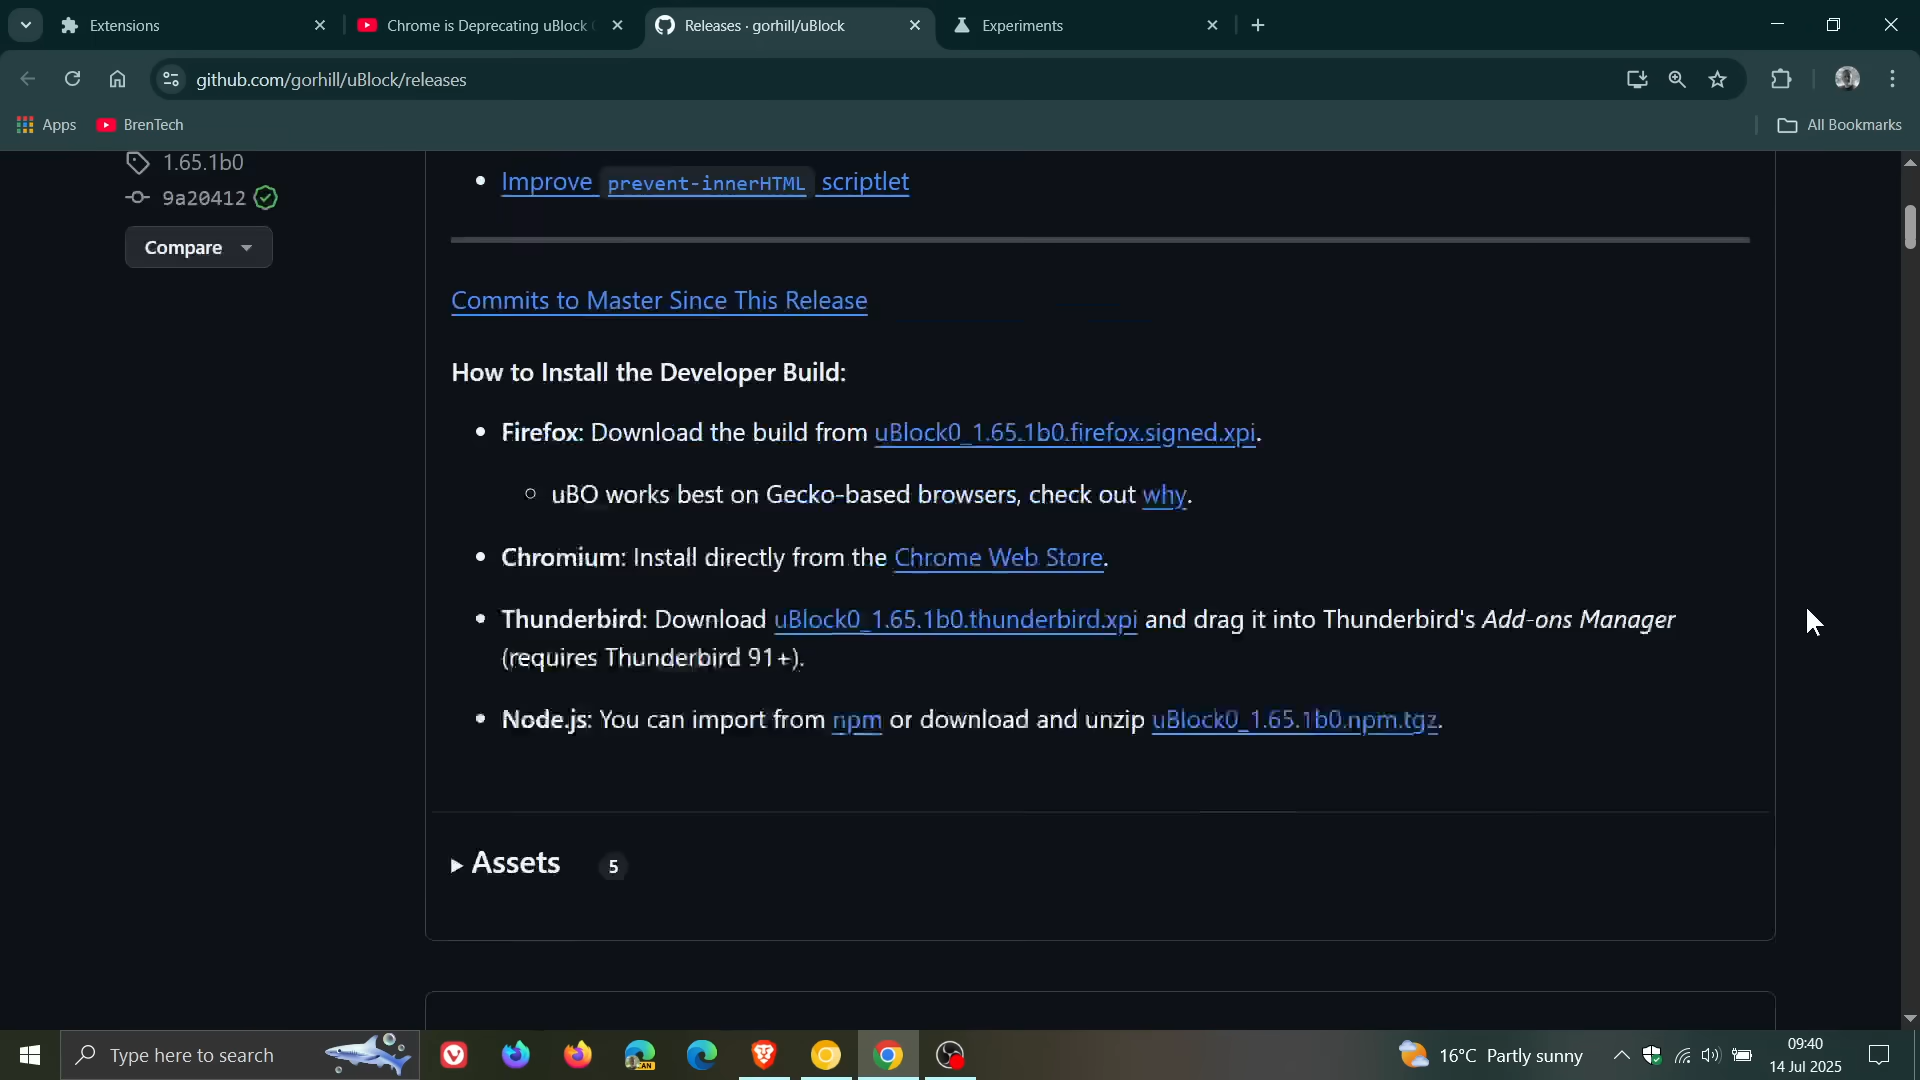 Extensions
Chrome is Deprecating uBlock
Releases · gorhill/uBlock
Experiments
github.com/gorhill/uBlock/releases
Apps
BrenTech
All Bookmarks
1.65.1b0
9a20412
Compare
Improve prevent-innerHTML scriptlet
Commits to Master Since This Release
How to Install the Developer Build:
Firefox: Download the build from uBlock0_1.65.1b0.firefox.signed.xpi.
uBO works best on Gecko-based browsers, check out why.
Chromium: Install directly from the Chrome Web Store.
Thunderbird: Download uBlock0_1.65.1b0.thunderbird.xpi and drag it into Thunderbird's Add-ons Manager
(requires Thunderbird 91+).
Node.js: You can import from npm or download and unzip uBlock0_1.65.1b0.npm.tgz.
Assets 5
Type here to search
CAN
16°C Partly sunny
09:40
14 Jul 2025